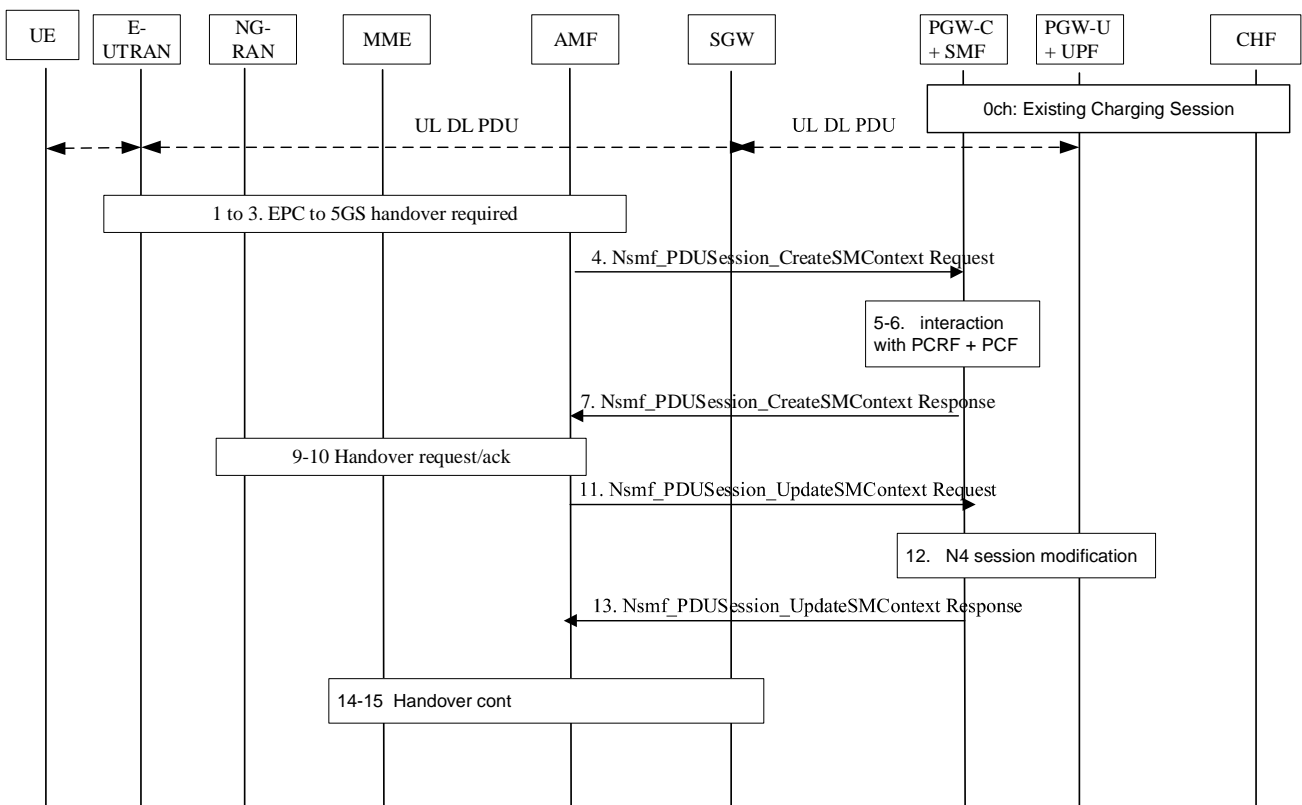 UE
E-
UTRAN
NG-
RAN
MME
AMF
SGW
PGW-C
+ SMF
PGW-U
+ UPF
CHF
0ch: Existing Charging Session
UL DL PDU
UL DL PDU
1 to 3. EPC to 5GS handover required
4. Nsmf_PDUSession_CreateSMContext Request
5-6. interaction
with PCRF + PCF
7. Nsmf_PDUSession_CreateSMContext Response
9-10 Handover request/ack
11. Nsmf_PDUSession_UpdateSMContext Request
12. N4 session modification
13. Nsmf_PDUSession_UpdateSMContext Response
14-15 Handover cont